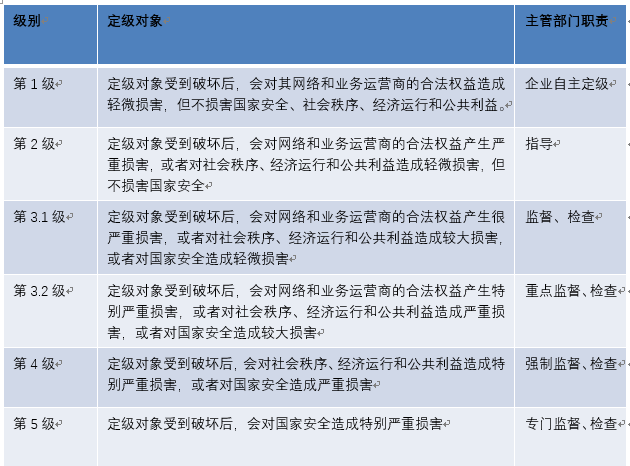 级别 定级对象 主管部门职责
第 1 级 定级对象受到破坏后，会对其网络和业务运营商的合法权益造成 企业自主定级
轻微损害，但不损害国家安全、社会秩序、经济运行和公共利益。
第 2 级 定级对象受到破坏后，会对网络和业务运营商的合法权益产生严 指导
重损害，或者对社会秩序、经济运行和公共利益造成轻微损害，但
不损害国家安全
第 3.1 级 定级对象受到破坏后，会对网络和业务运营商的合法权益产生很 监督、检查
严重损害，或者对社会秩序、经济运行和公共利益造成较大损害，
或者对国家安全造成轻微损害
第 3.2 级 定级对象受到破坏后，会对网络和业务运营商的合法权益产生特 重点监督、检查
别严重损害，或者对社会秩序、经济运行和公共利益造成严重损
害，或者对国家安全造成较大损害
第 4 级 定级对象受到破坏后，会对社会秩序、经济运行和公共利益造成特 强制监督、检查
别严重损害，或者对国家安全造成严重损害
第 5 级 定级对象受到破坏后，会对国家安全造成特别严重损害 专门监督、检查